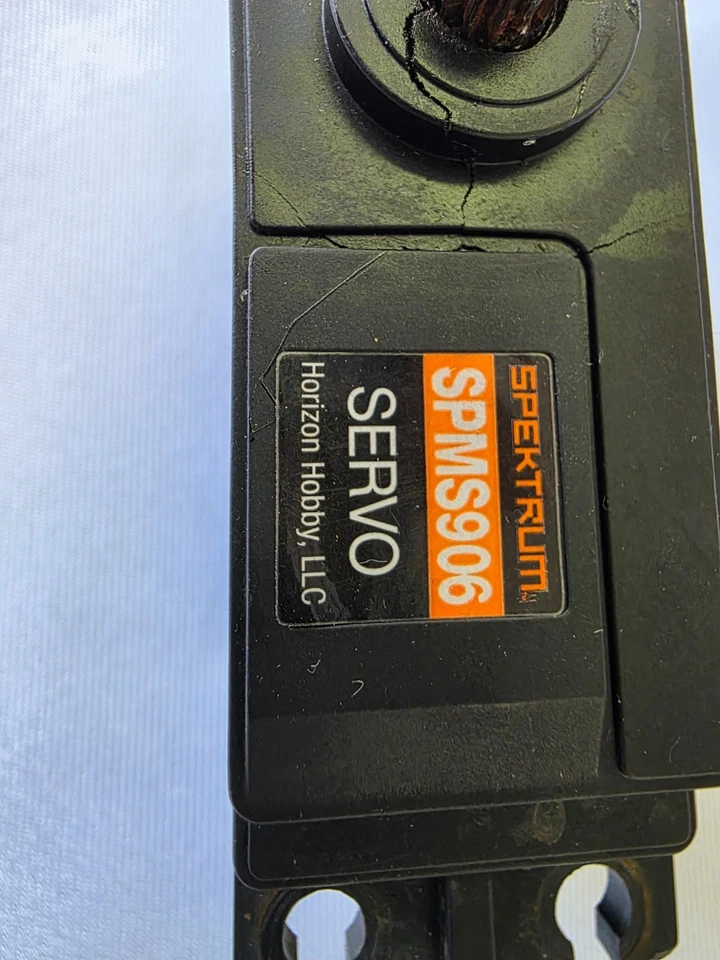 SPEKTRUM
SPMS906
SERVO
Horizon Hobby, LLC